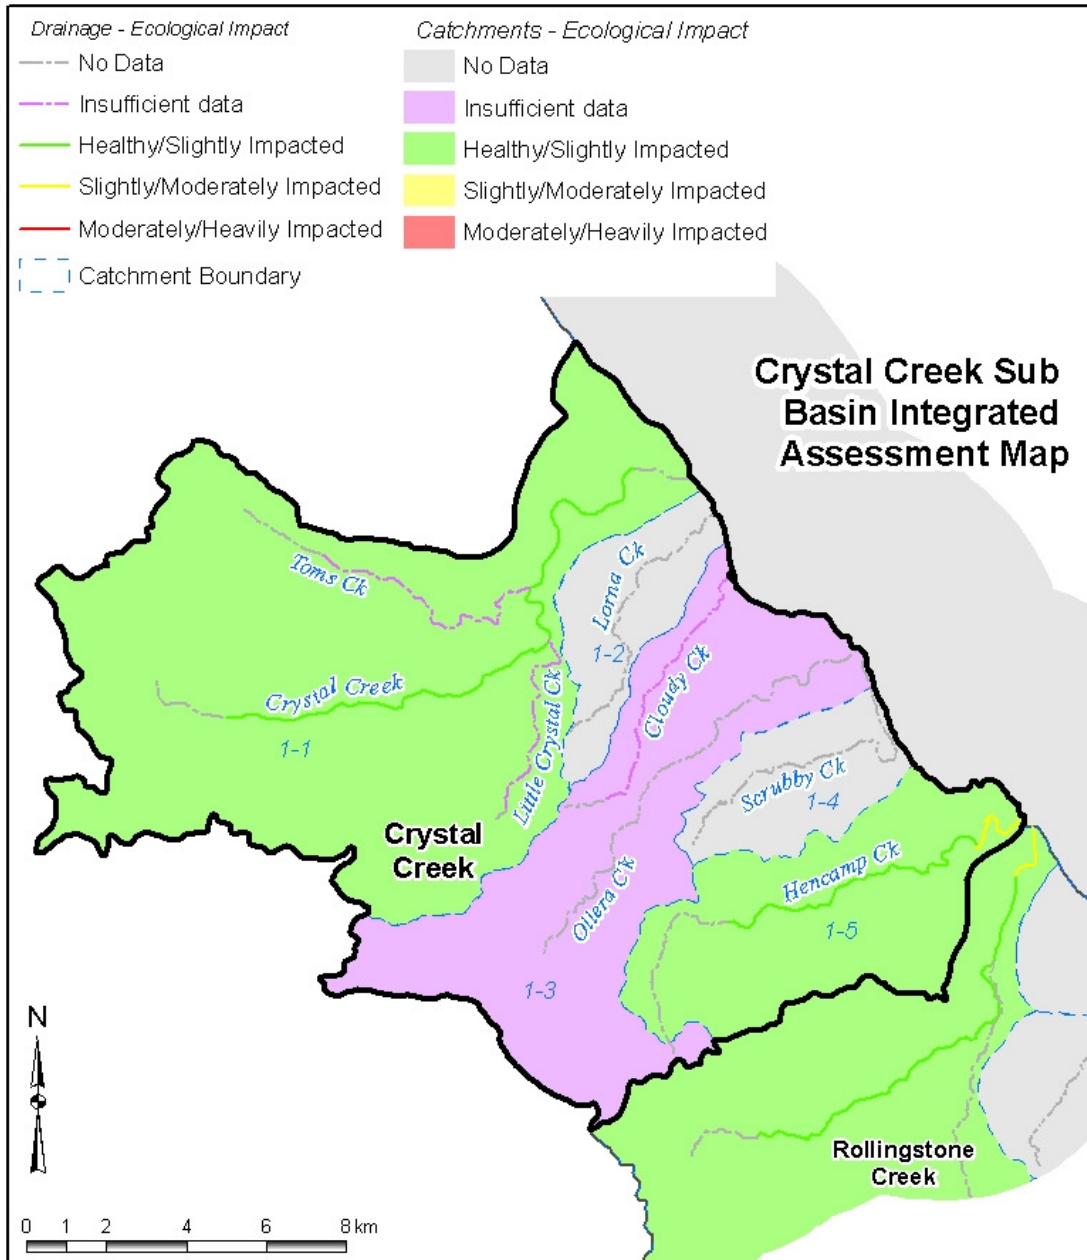 Drainage - Ecological Impact
No Data
Insufficient data
Healthy/Slightly Impacted
Slightly/Moderately Impacted
Moderately/Heavily Impacted
Catchment Boundary
Catchments - Ecological Impact
No Data
Insufficient data
Healthy/Slightly Impacted
Slightly/Moderately Impacted
Moderately/Heavily Impacted
Crystal Creek Sub
Basin Integrated
Assessment Map
Toms Ck
Lorna Ck
1-2
Cloudy Ck
Crystal Creek
1-1
Little Crystal Ck
Scrubby Ck
1-4
Crystal
Creek
Hencamp Ck
Ollera Ck
1-5
1-3
N
Rollingstone
Creek
0 1 2 4 6 8 km